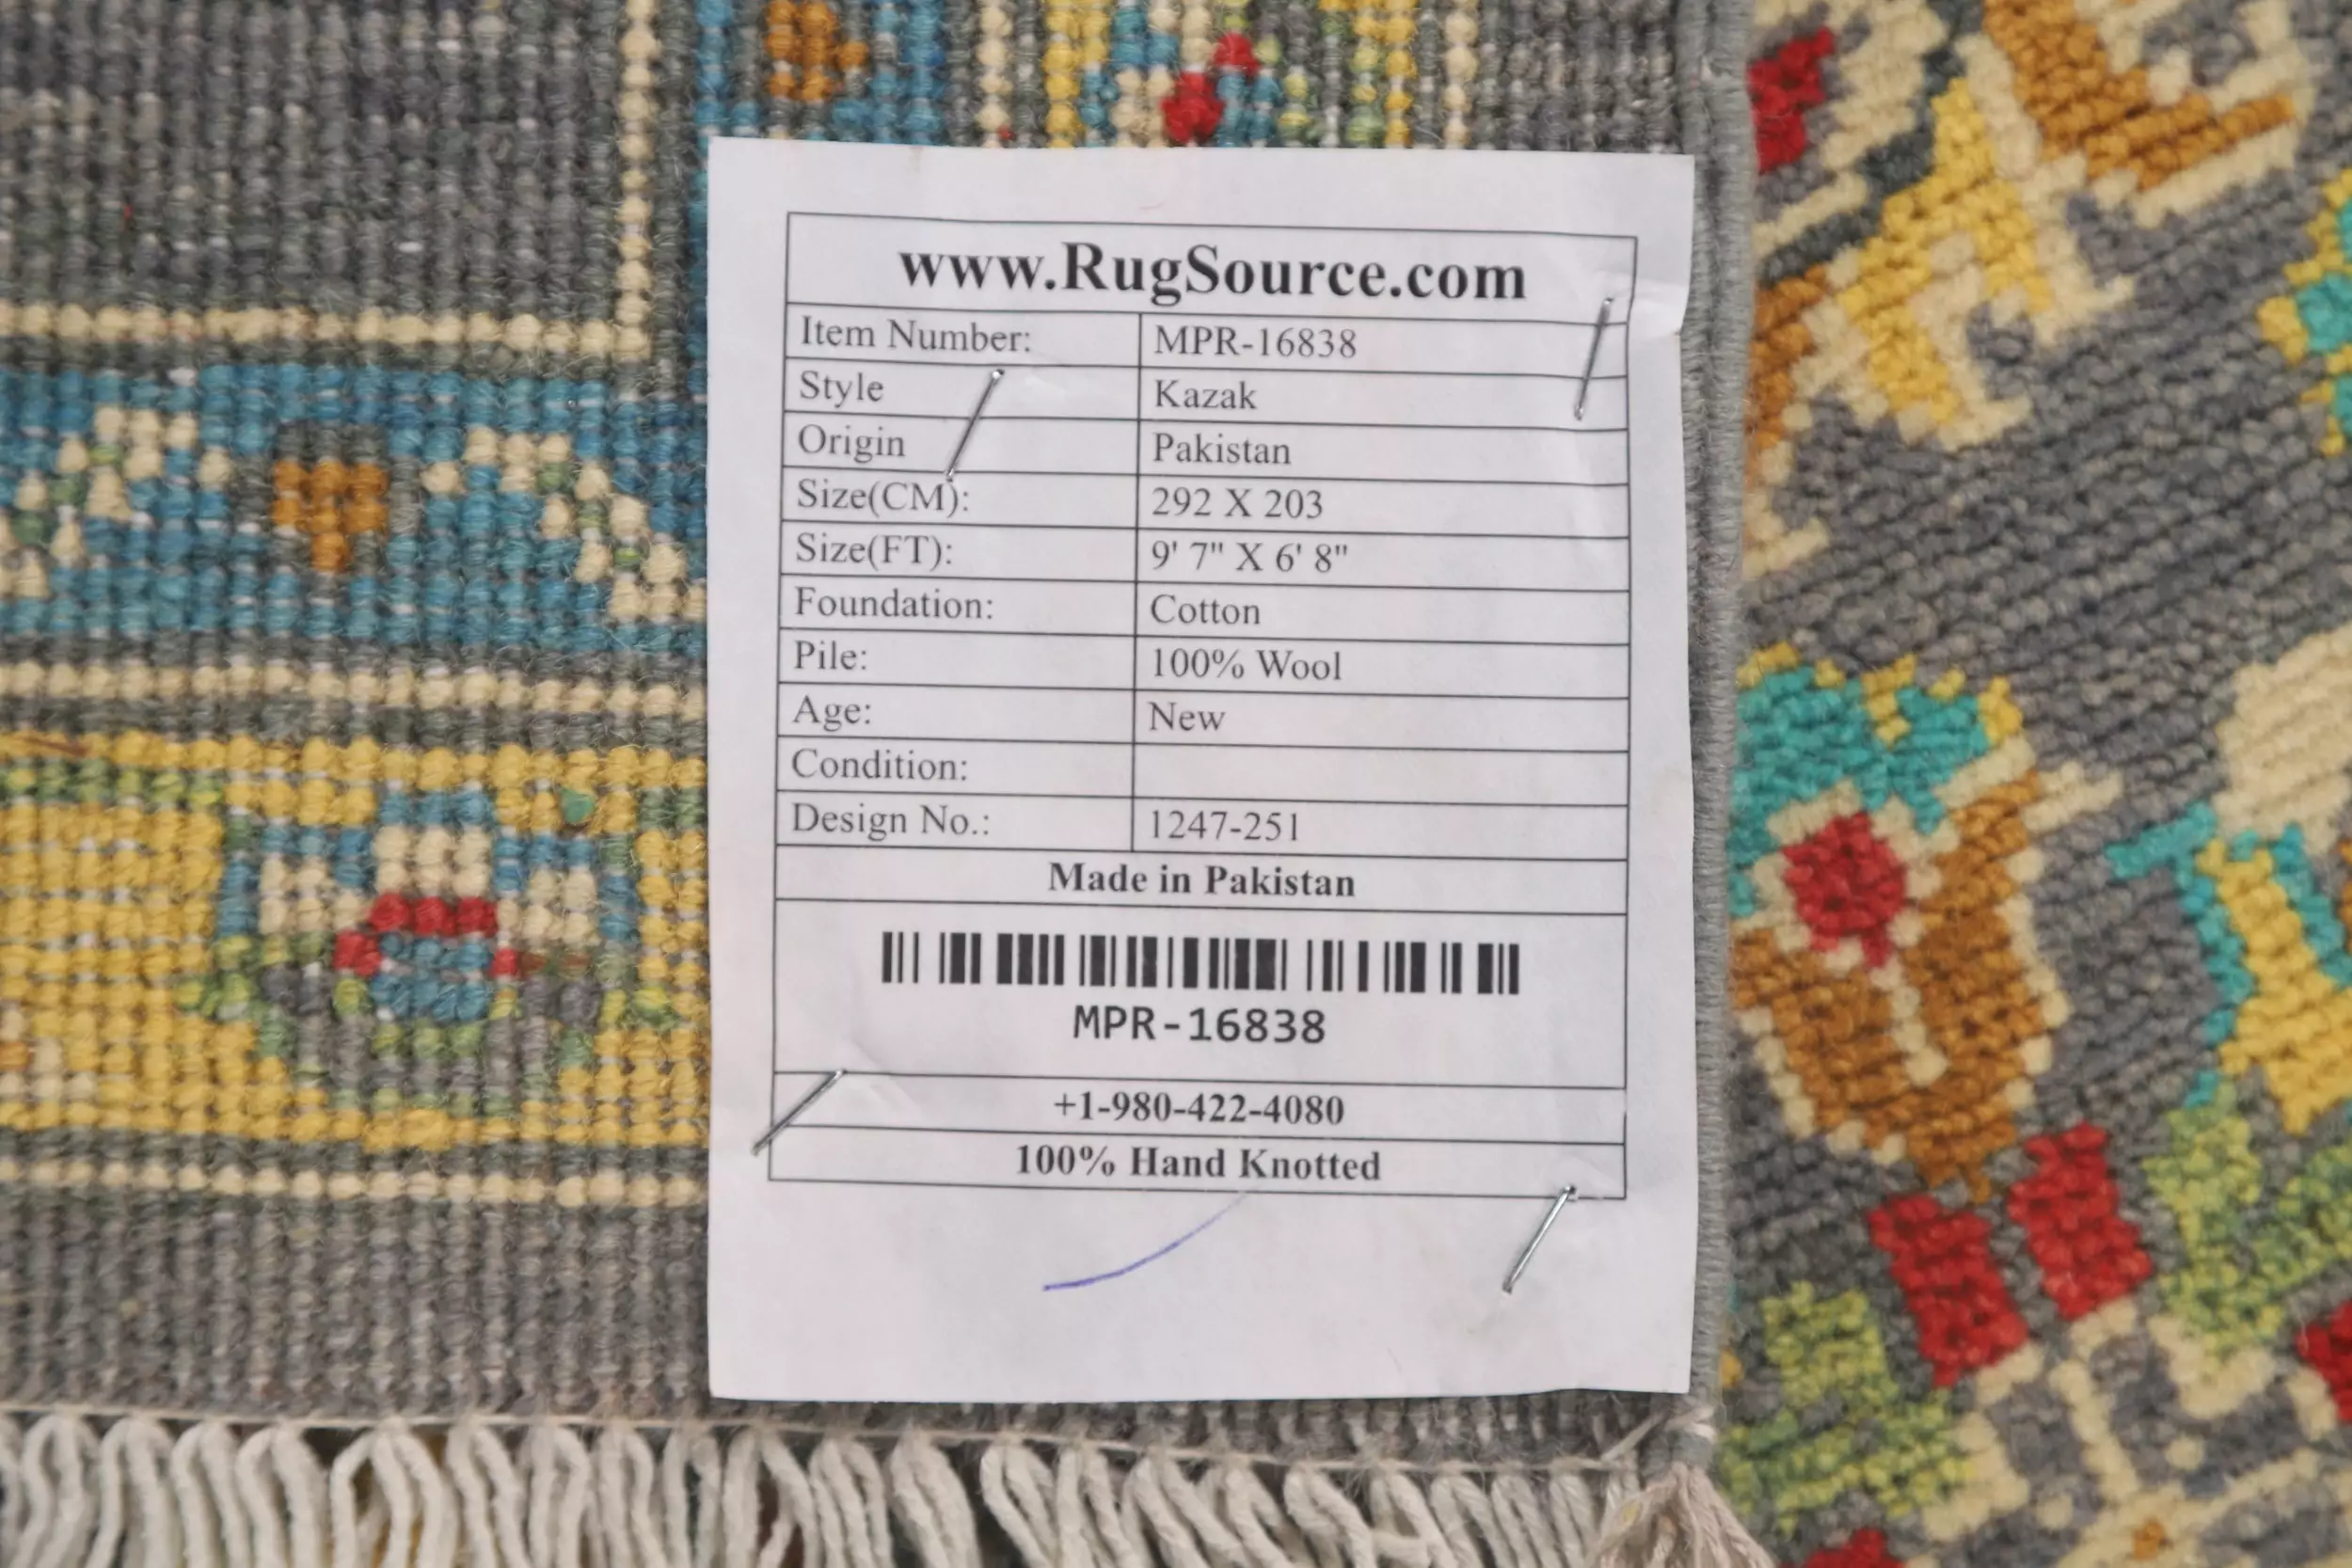 www.RugSource.com
Item Number: MPR-16838
Style Kazak
Origin Pakistan
Size(CM): 292 X 203
Size(FT): 9' 7" X 6' 8"
Foundation: Cotton
Pile: 100% Wool
Age: New
Condition:
Design No.: 1247-251
Made in Pakistan
MPR-16838
+1-980-422-4080
100% Hand Knotted